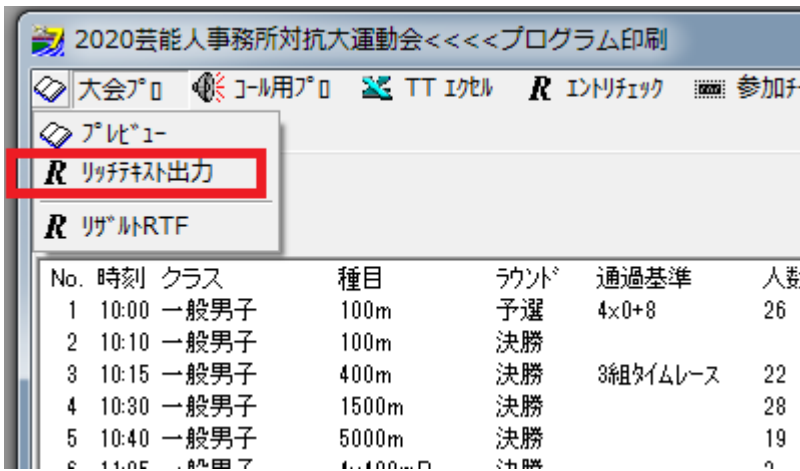 2020芸能人事務所対抗大運動会<<<<プログラム印刷
大会ﾌﾟﾛ ｺｰﾙ用ﾌﾟﾛ TT ｴｸｾﾙ R ｴﾝﾄﾘﾁｪｯｸ 参加ﾁ
ﾌﾟﾚﾋﾞｭｰ
R ﾘｯﾁﾃｷｽﾄ出力
R ﾘｻﾞﾙﾄRTF
No. 時刻 クラス 種目 ﾗｳﾝﾄﾞ 通過基準 人数
1 10:00 一般男子 100m 予選 4x0+8 26
2 10:10 一般男子 100m 決勝
3 10:15 一般男子 400m 決勝 3組ﾀｲﾑﾚｰｽ 22
4 10:30 一般男子 1500m 決勝 28
5 10:40 一般男子 5000m 決勝 19